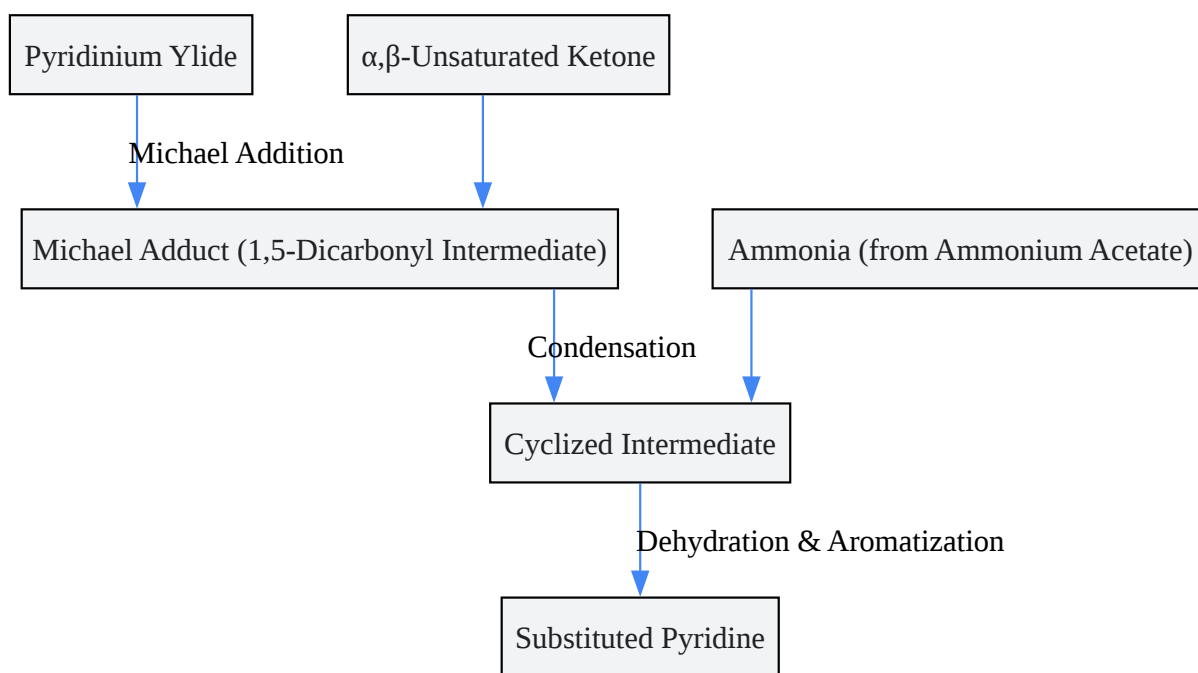 Pyridinium Ylide
α,β-Unsaturated Ketone
Michael Addition
Michael Adduct (1,5-Dicarbonyl Intermediate)
Ammonia (from Ammonium Acetate)
Condensation
Cyclized Intermediate
Dehydration & Aromatization
Substituted Pyridine